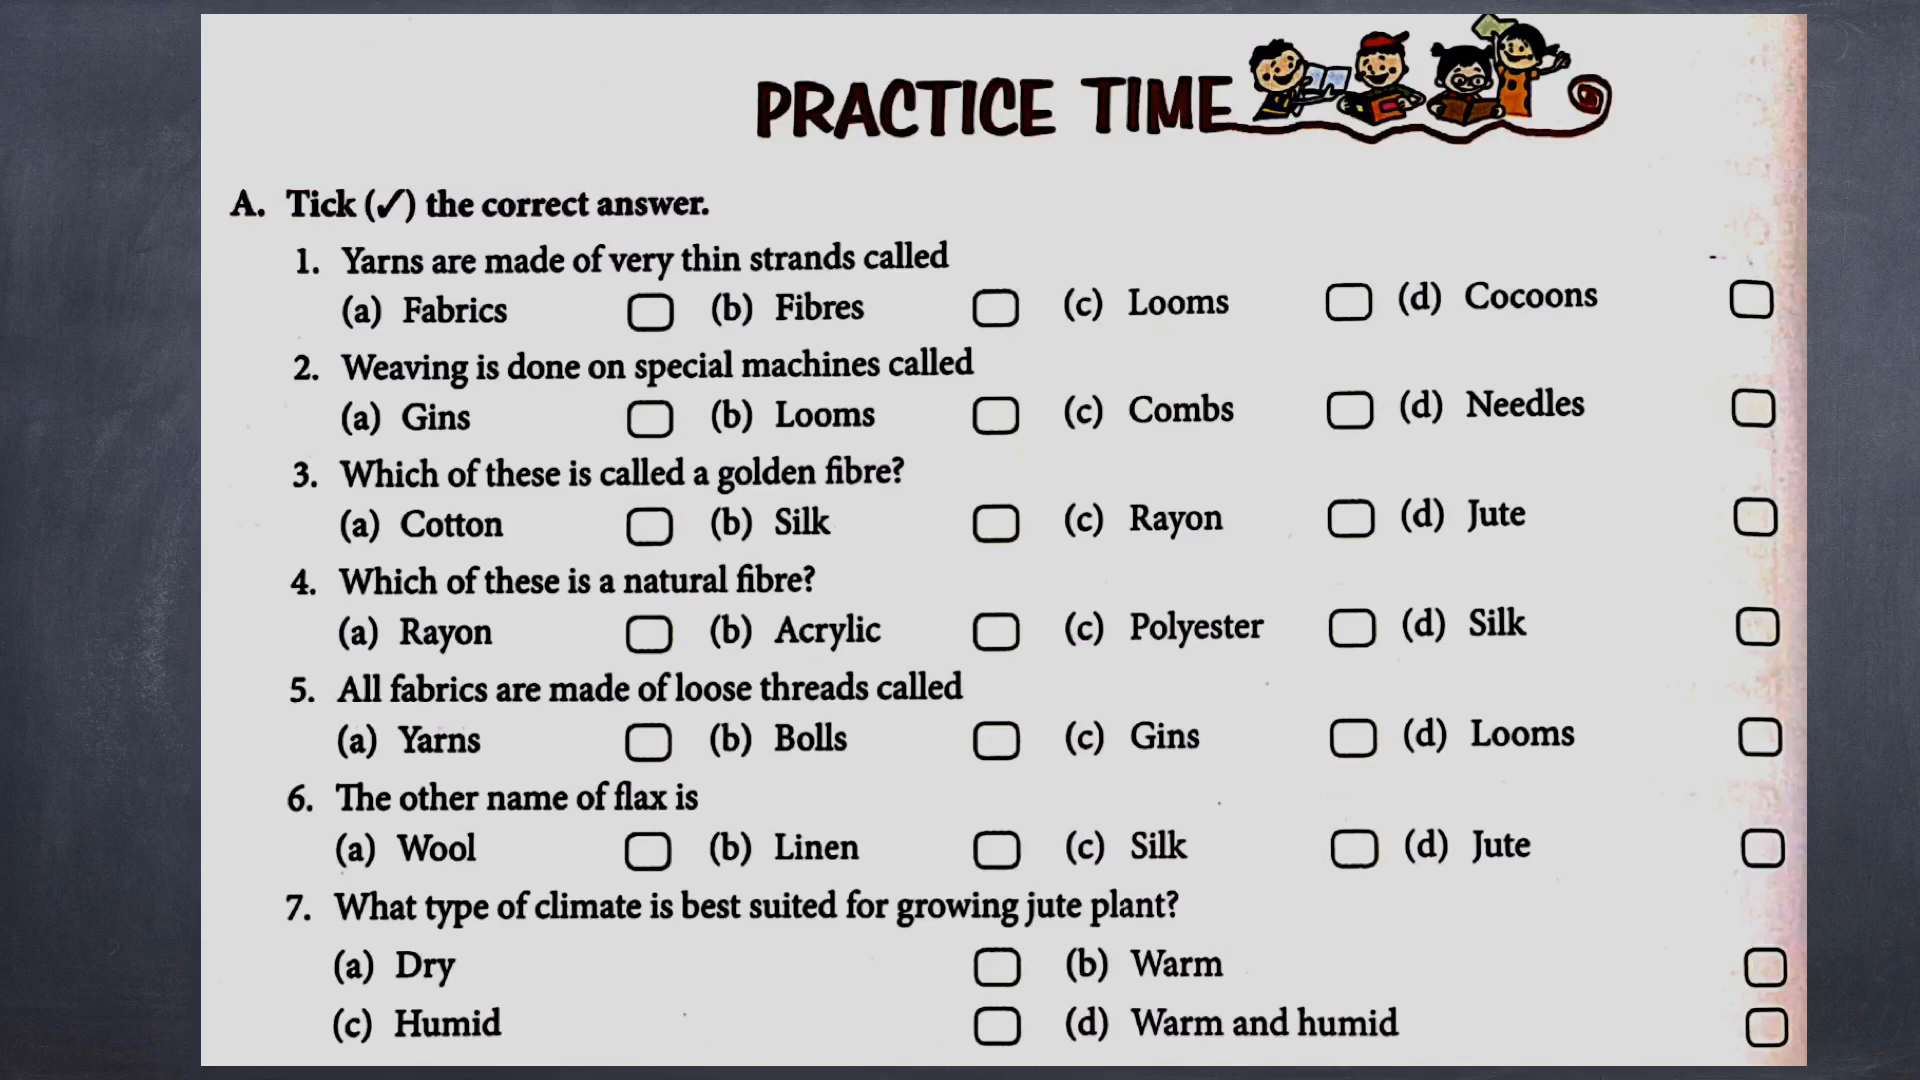 PRACTICE TIME
A. Tick (✓) the correct answer.
1. Yarns are made of very thin strands called
(a) Fabrics (b) Fibres (c) Looms (d) Cocoons
2. Weaving is done on special machines called
(a) Gins (b) Looms (c) Combs (d) Needles
3. Which of these is called a golden fibre?
(a) Cotton (b) Silk (c) Rayon (d) Jute
4. Which of these is a natural fibre?
(a) Rayon (b) Acrylic (c) Polyester (d) Silk
5. All fabrics are made of loose threads called
(a) Yarns (b) Bolls (c) Gins (d) Looms
6. The other name of flax is
(a) Wool (b) Linen (c) Silk (d) Jute
7. What type of climate is best suited for growing jute plant?
(a) Dry (b) Warm
(c) Humid (d) Warm and humid